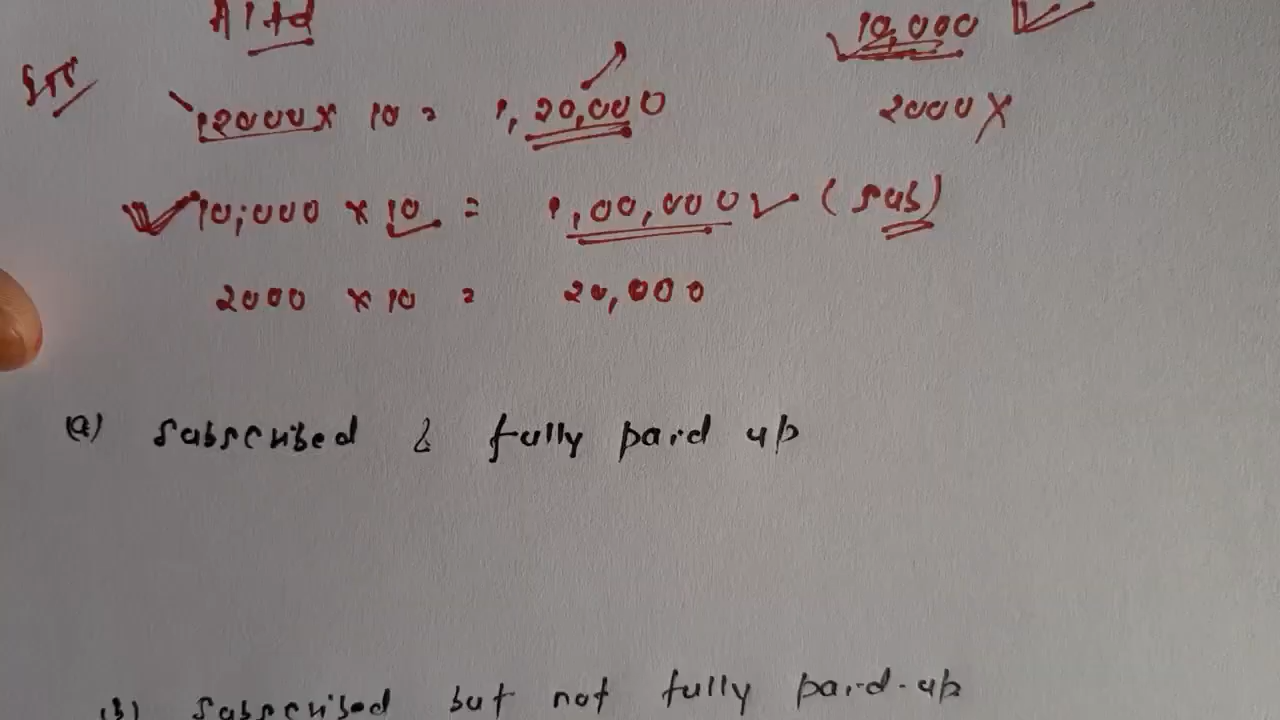 A ltd 10,000
12000 x 10 = 1,20,000 2000 x
10,000 x 10 = 1,00,000 (sub)
2000 x 10 = 20,000
(a) subscribed & fully paid up
(b) subscribed but not fully paid-up